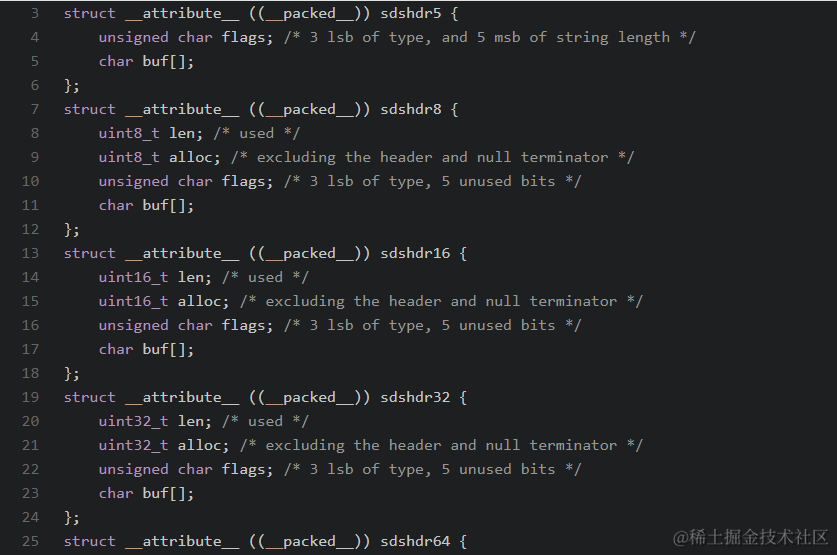 3 struct __attribute__ ((__packed__)) sdshdr5 {
4     unsigned char flags; /* 3 lsb of type, and 5 msb of string length */
5     char buf[];
6 };
7 struct __attribute__ ((__packed__)) sdshdr8 {
8     uint8_t len; /* used */
9     uint8_t alloc; /* excluding the header and null terminator */
10     unsigned char flags; /* 3 lsb of type, 5 unused bits */
11     char buf[];
12 };
13 struct __attribute__ ((__packed__)) sdshdr16 {
14     uint16_t len; /* used */
15     uint16_t alloc; /* excluding the header and null terminator */
16     unsigned char flags; /* 3 lsb of type, 5 unused bits */
17     char buf[];
18 };
19 struct __attribute__ ((__packed__)) sdshdr32 {
20     uint32_t len; /* used */
21     uint32_t alloc; /* excluding the header and null terminator */
22     unsigned char flags; /* 3 lsb of type, 5 unused bits */
23     char buf[];
24 };
25 struct __attribute__ ((__packed__)) sdshdr64 {
@稀土掘金技术社区